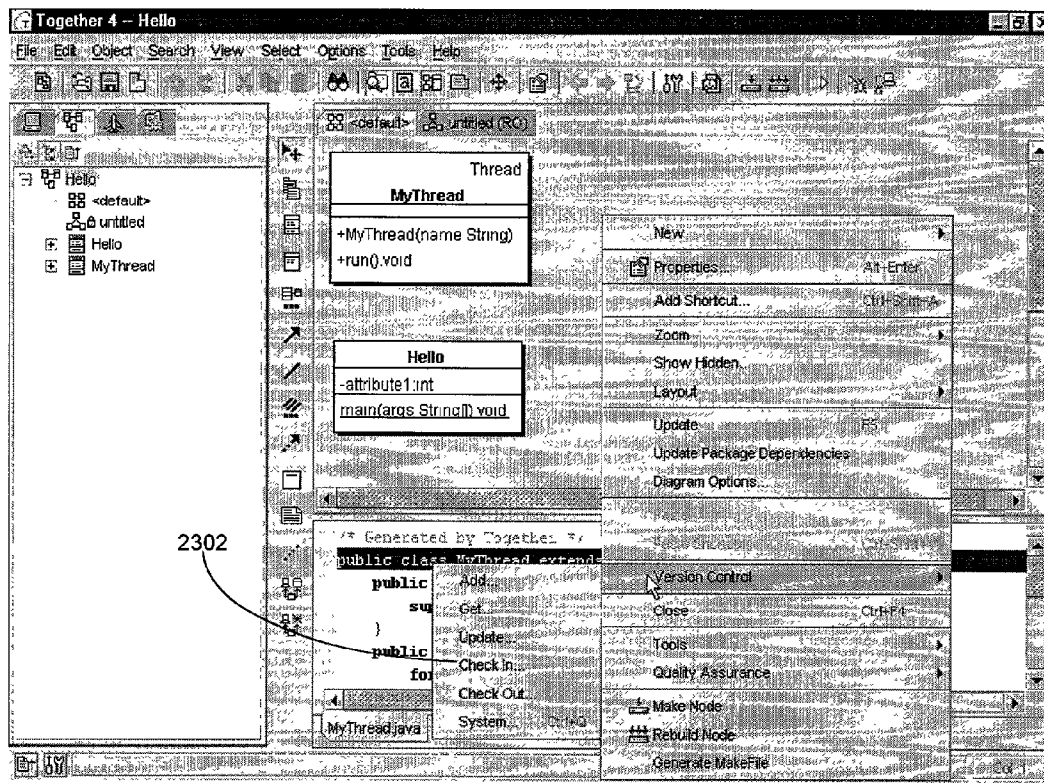 Together 4 -- Hello
File Edit Object Search View Select Options Tools Help
<default> untitled (RO)
Hello
<default>
untitled
Hello
MyThread
Thread
MyThread
+MyThread(name String)
+run().void
Hello
-attribute1:int
main(args String[]) void
New
Properties... Alt+Enter
Add Shortcut...
Zoom
Show Hidden...
Layout
Update F5
Update Package Dependencies
Diagram Options...
Version Control
Close Ctrl+F4
Tools
Quality Assurance
Make Node
Rebuild Node
Generate MakeFile
2302
/* Generated by Together */
public class MyThread extends
public
}
public
for
Add...
Get...
Update...
Check In...
Check Out...
System... Ctrl+Q
MyThread.java